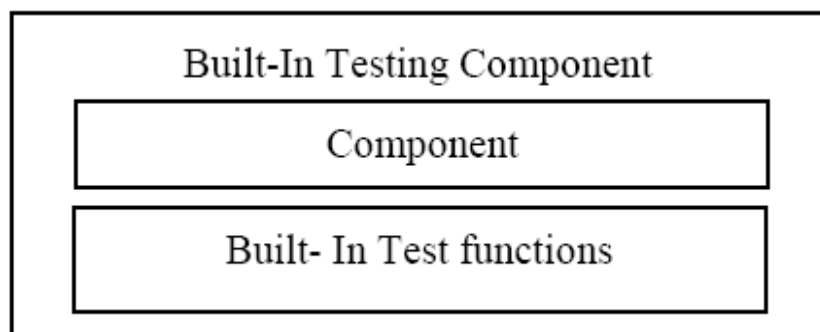 Built-In Testing Component
Component
Built- In Test functions